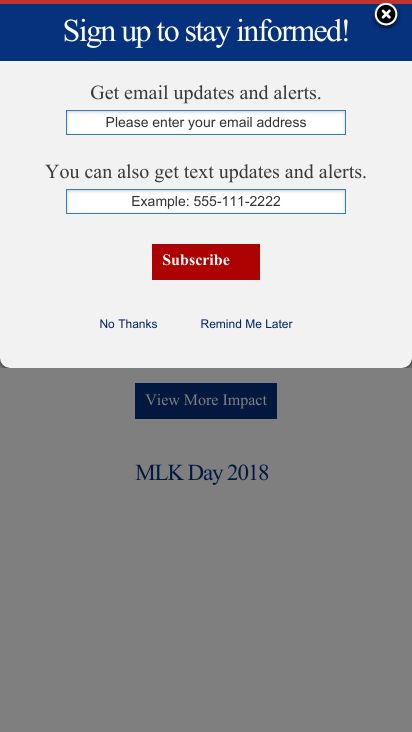 Sign up to stay informed!
Get email updates and alerts.
Please enter your email address
You can also get text updates and alerts.
Example: 555-111-2222
Subscribe
No Thanks Remind Me Later
View More Impact
MLK Day 2018